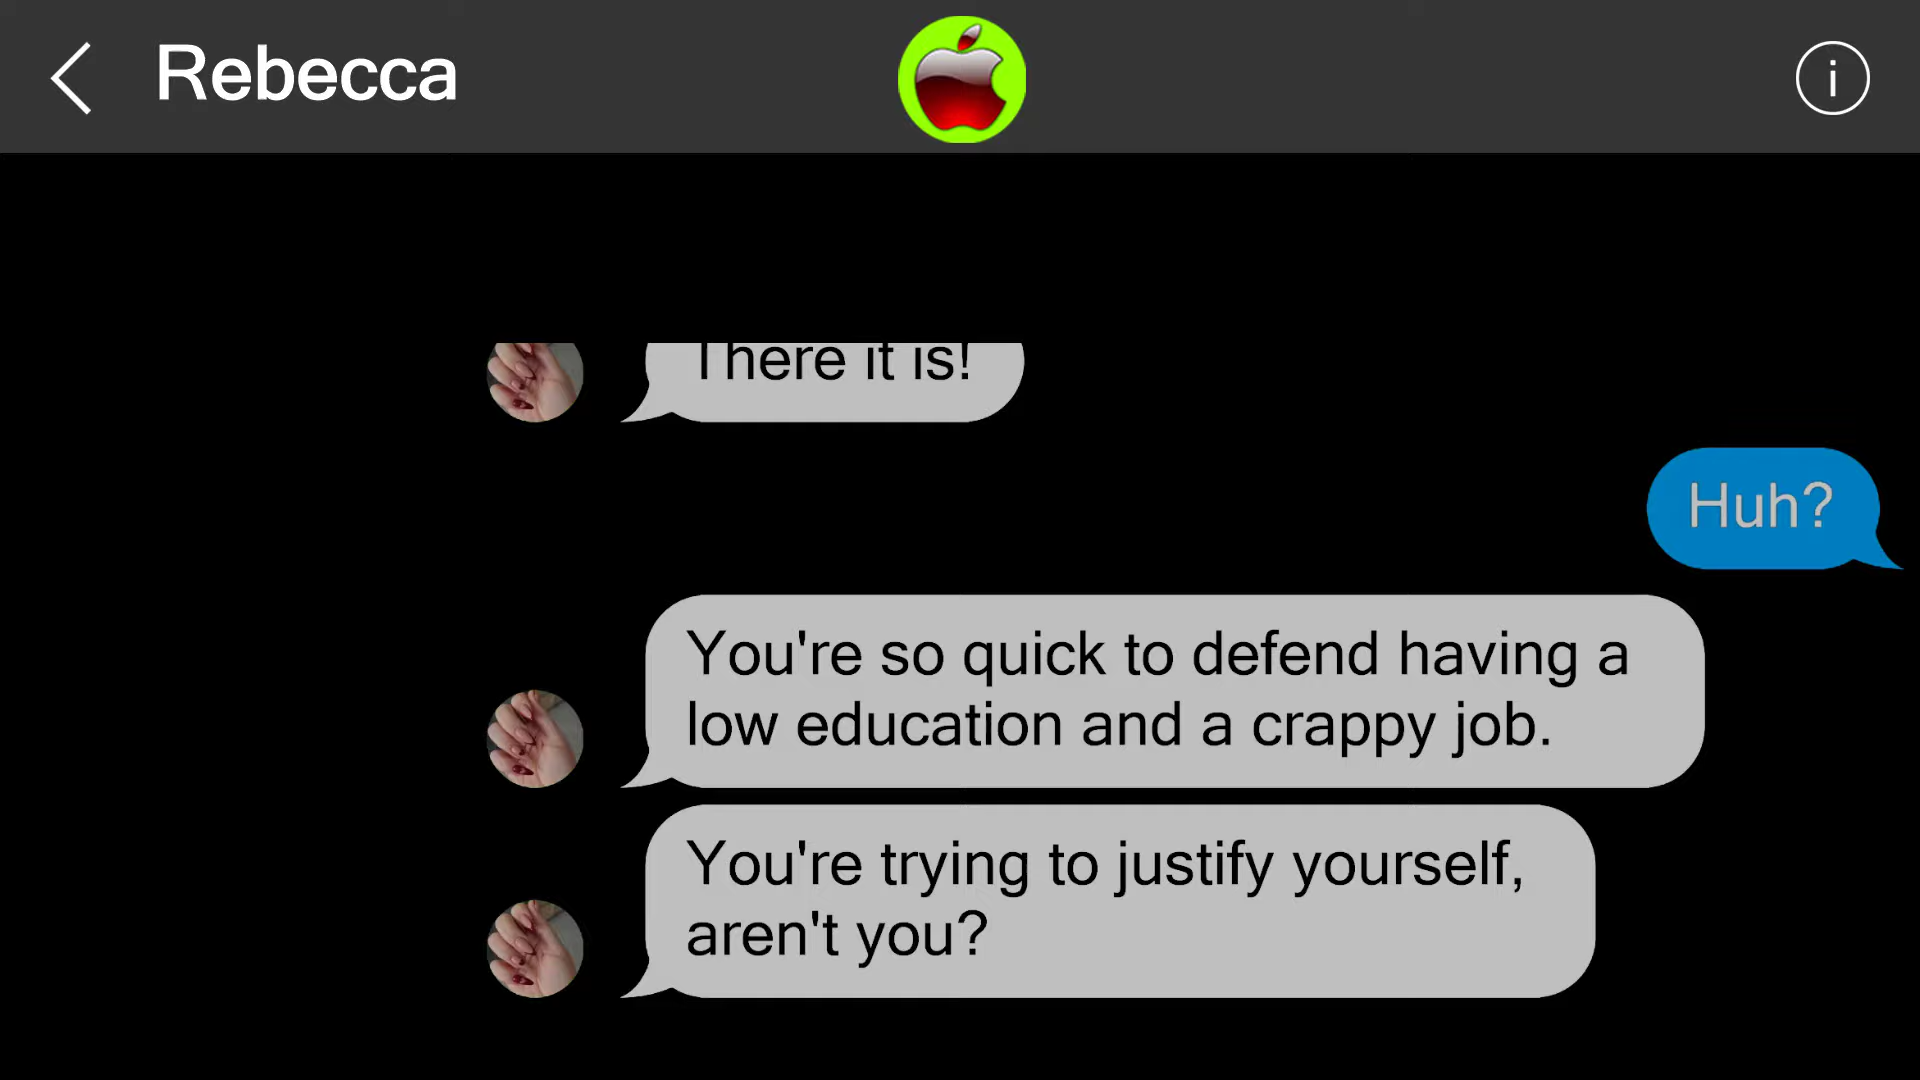 Rebecca
There it is!
Huh?
You're so quick to defend having a
low education and a crappy job.
You're trying to justify yourself,
aren't you?